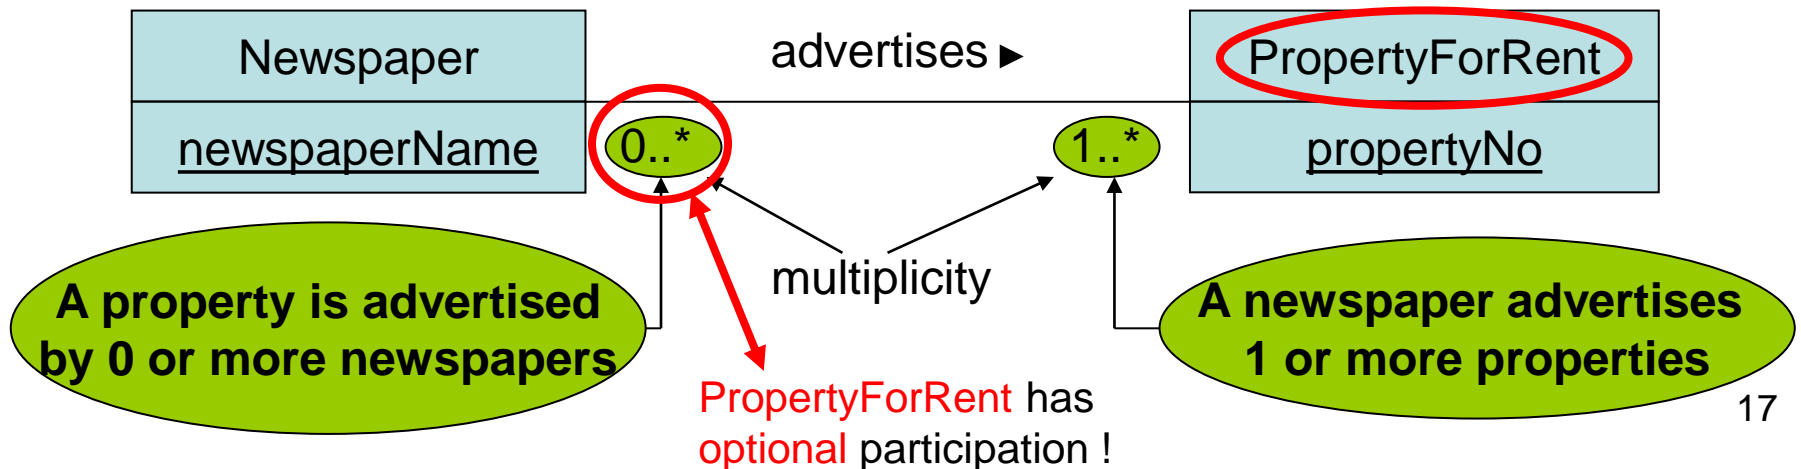 Newspaper
advertises ►
PropertyForRent
newspaperName
0..*
1..*
propertyNo
multiplicity
A property is advertised
by 0 or more newspapers
A newspaper advertises
1 or more properties
PropertyForRent has
optional participation !
17